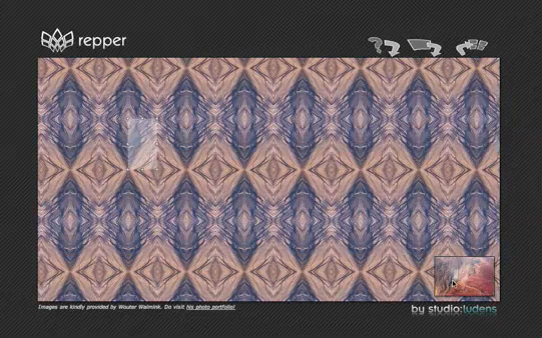 repper
Images are kindly provided by Wouter Walmink. Do visit his photo portfolio!
by studio:ludens